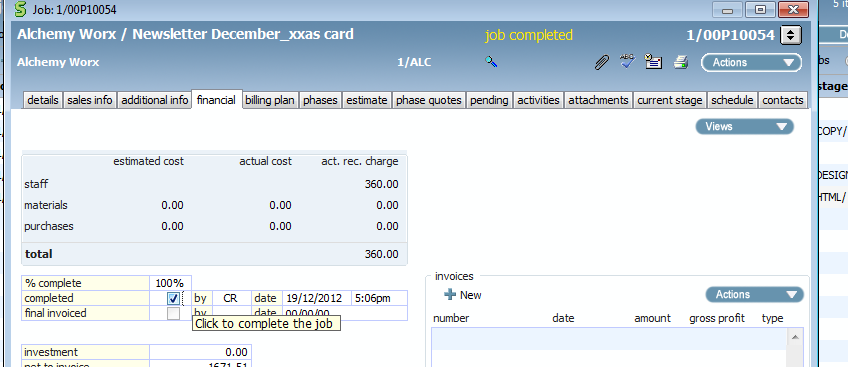 Job: 1/00P10054
5 it
Alchemy Worx / Newsletter December_xxas card job completed 1/00P10054
Alchemy Worx 1/ALC ABC Actions
details sales info additional info financial billing plan phases estimate phase quotes pending activities attachments current stage schedule contacts
stage
Views
COPY/
estimated cost actual cost act. rec. charge
staff 360.00
DESIGN
materials 0.00 0.00 0.00
HTML/
purchases 0.00 0.00 0.00
total 360.00
% complete 100%
completed by CR date 19/12/2012 5:06pm
final invoiced by date 00/00/00
Click to complete the job
invoices
New Actions
number date amount gross profit type
investment 0.00
net to invoice 1671.51